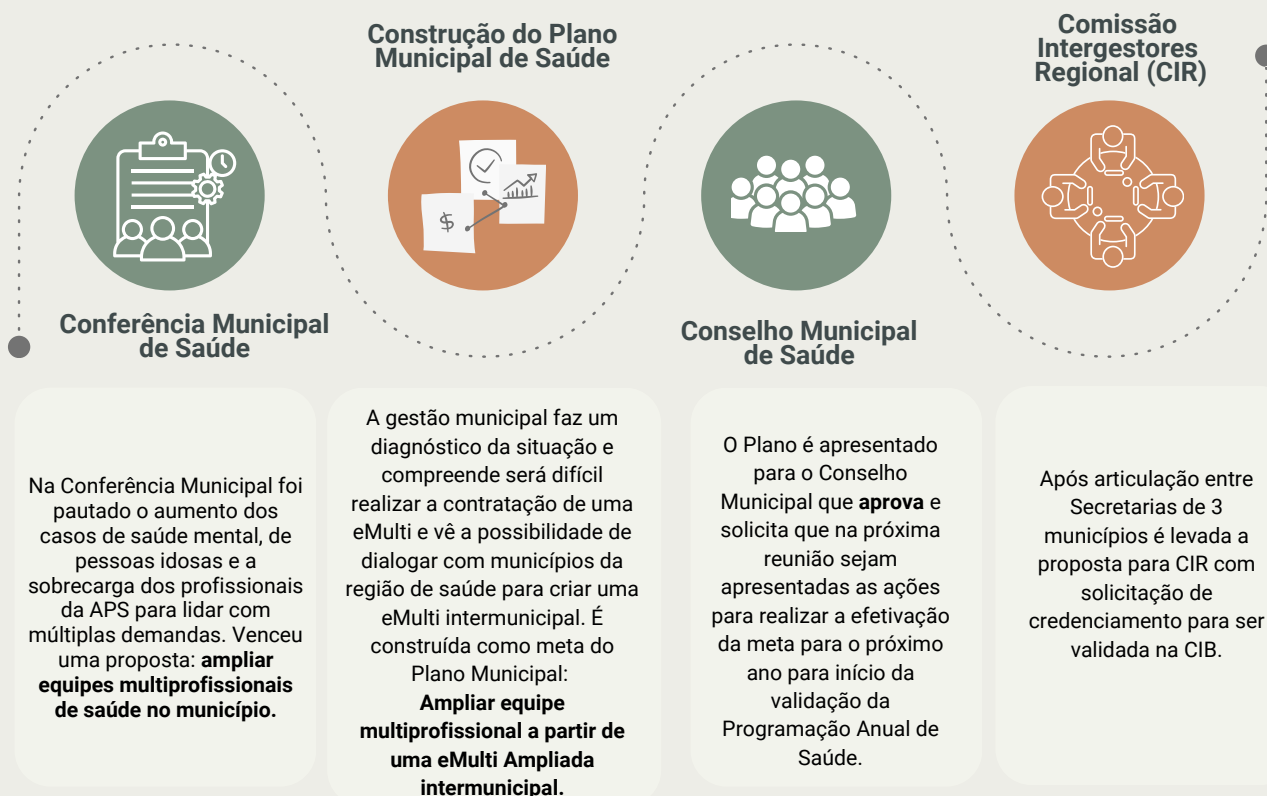 Conferência Municipal
de Saúde
Na Conferência Municipal foi
pautado o aumento dos
casos de saúde mental, de
pessoas idosas e a
sobrecarga dos profissionais
da APS para lidar com
múltiplas demandas. Venceu
uma proposta: ampliar
equipes multiprofissionais
de saúde no município.
Construção do Plano
Municipal de Saúde
$
A gestão municipal faz um
diagnóstico da situação e
compreende será difícil
realizar a contratação de uma
eMulti e vê a possibilidade de
dialogar com municípios da
região de saúde para criar uma
eMulti intermunicipal. É
construída como meta do
Plano Municipal:
Ampliar equipe
multiprofissional a partir de
uma eMulti Ampliada
intermunicipal.
Conselho Municipal
de Saúde
O Plano é apresentado
para o Conselho
Municipal que aprova e
solicita que na próxima
reunião sejam
apresentadas as ações
para realizar a efetivação
da meta para o próximo
ano para início da
validação da
Programação Anual de
Saúde.
Comissão
Intergestores
Regional (CIR)
Após articulação entre
Secretarias de 3
municípios é levada a
proposta para CIR com
solicitação de
credenciamento para ser
validada na CIB.